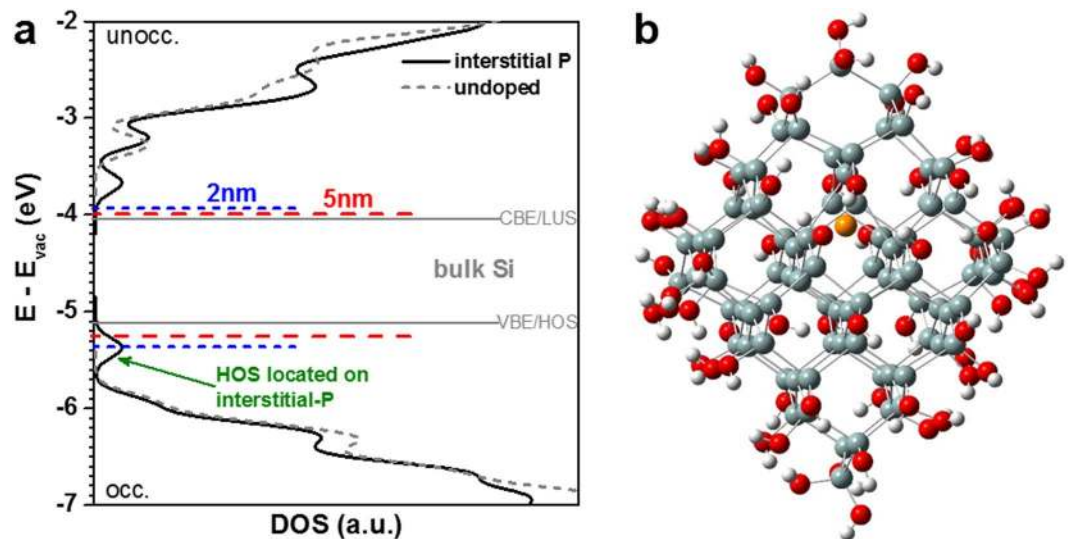 a
b
unocc.
interstitial P
undoped
2nm
5nm
CBE/LUS
bulk Si
VBE/HOS
HOS located on
interstitial-P
occ.
-2
-3
-4
-5
-6
-7
E - Evac (eV)
DOS (a.u.)